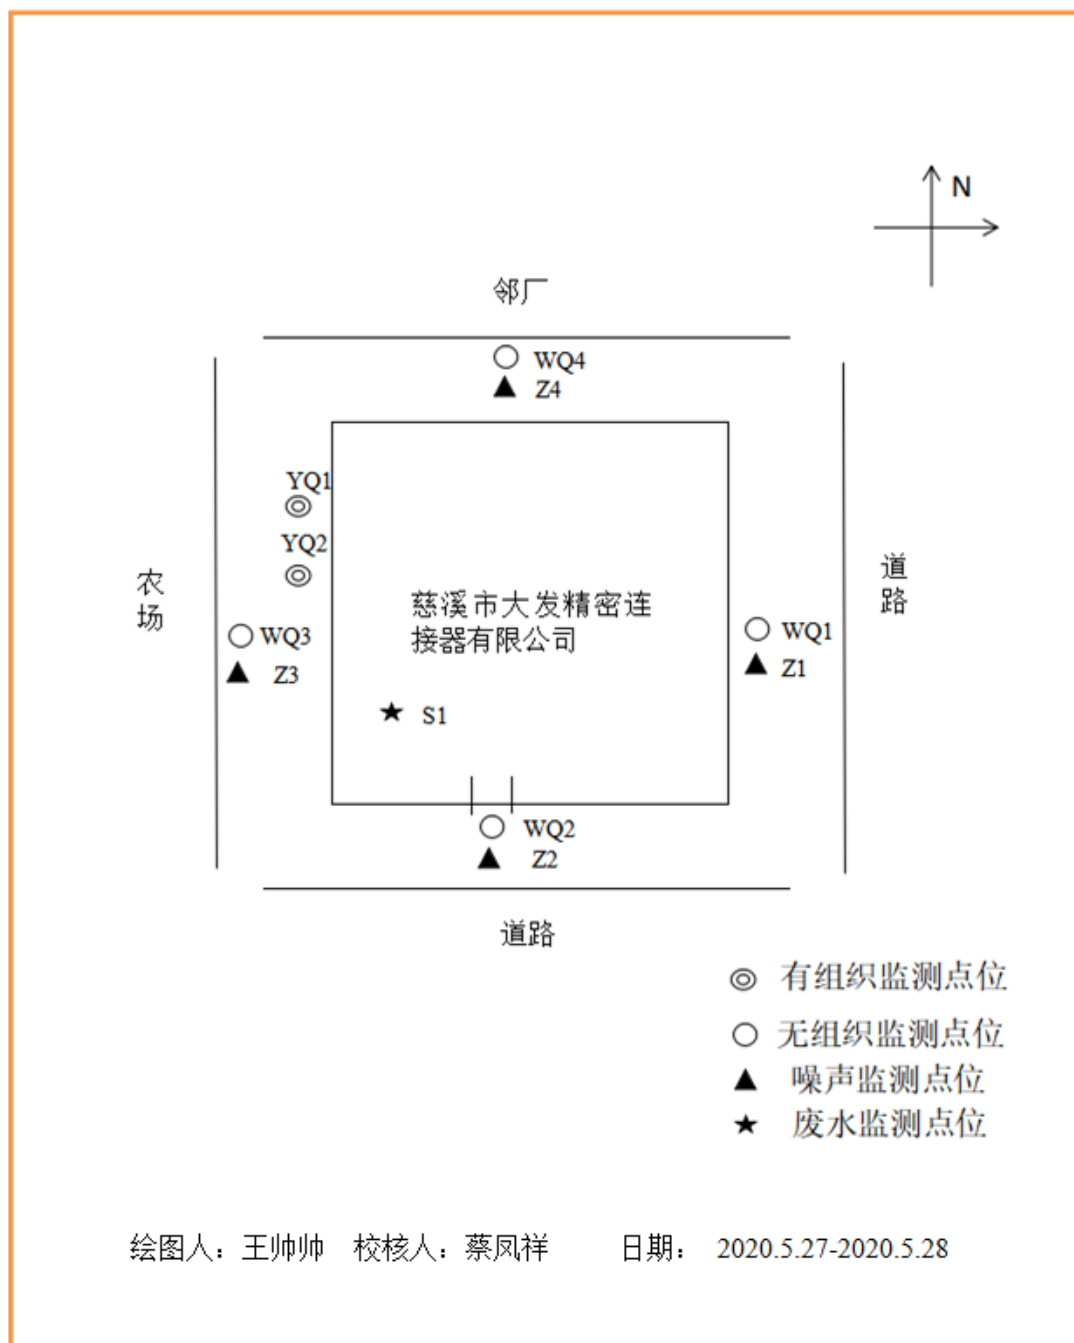 N
邻厂
WQ4
Z4
YQ1
YQ2
农场
道路
慈溪市大发精密连
接器有限公司
WQ3
Z3
WQ1
Z1
S1
WQ2
Z2
道路
有组织监测点位
无组织监测点位
噪声监测点位
废水监测点位
绘图人：王帅帅 校核人：蔡凤祥 日期： 2020.5.27-2020.5.28